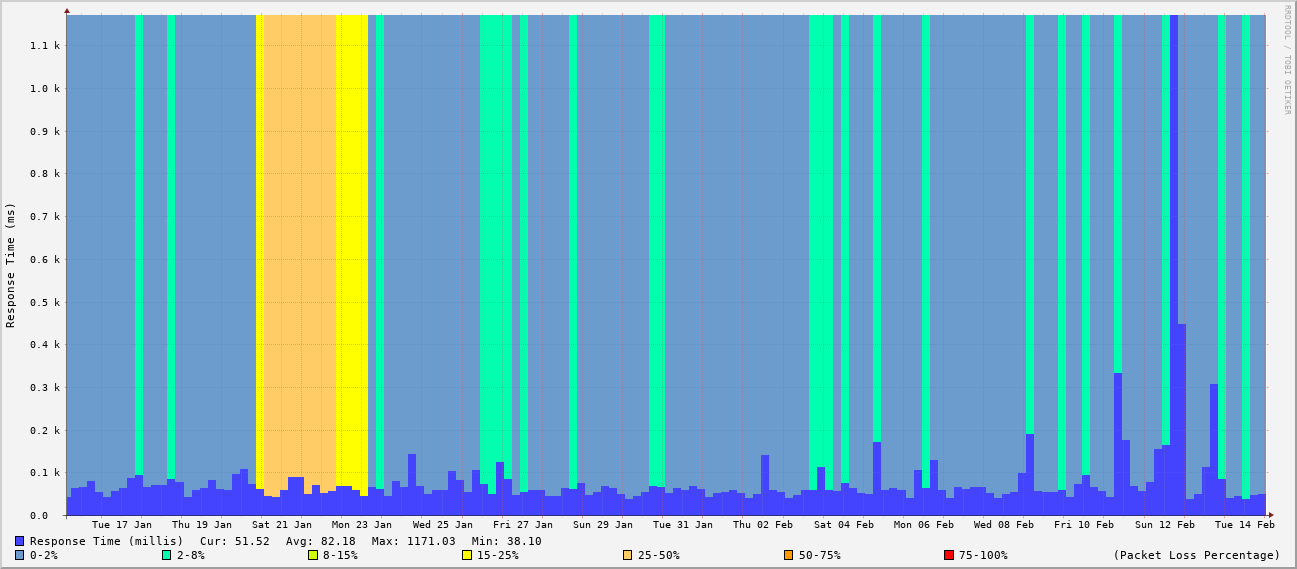 RRDTOOL / TOBI OETIKER
Response Time (ms)
1.1 k
1.0 k
0.9 k
0.8 k
0.7 k
0.6 k
0.5 k
0.4 k
0.3 k
0.2 k
0.1 k
0.0
Tue 17 Jan Thu 19 Jan Sat 21 Jan Mon 23 Jan Wed 25 Jan Fri 27 Jan Sun 29 Jan Tue 31 Jan Thu 02 Feb Sat 04 Feb Mon 06 Feb Wed 08 Feb Fri 10 Feb Sun 12 Feb Tue 14 Feb
Response Time (millis) Cur: 51.52 Avg: 82.18 Max: 1171.03 Min: 38.10
0-2% 2-8% 8-15% 15-25% 25-50% 50-75% 75-100% (Packet Loss Percentage)